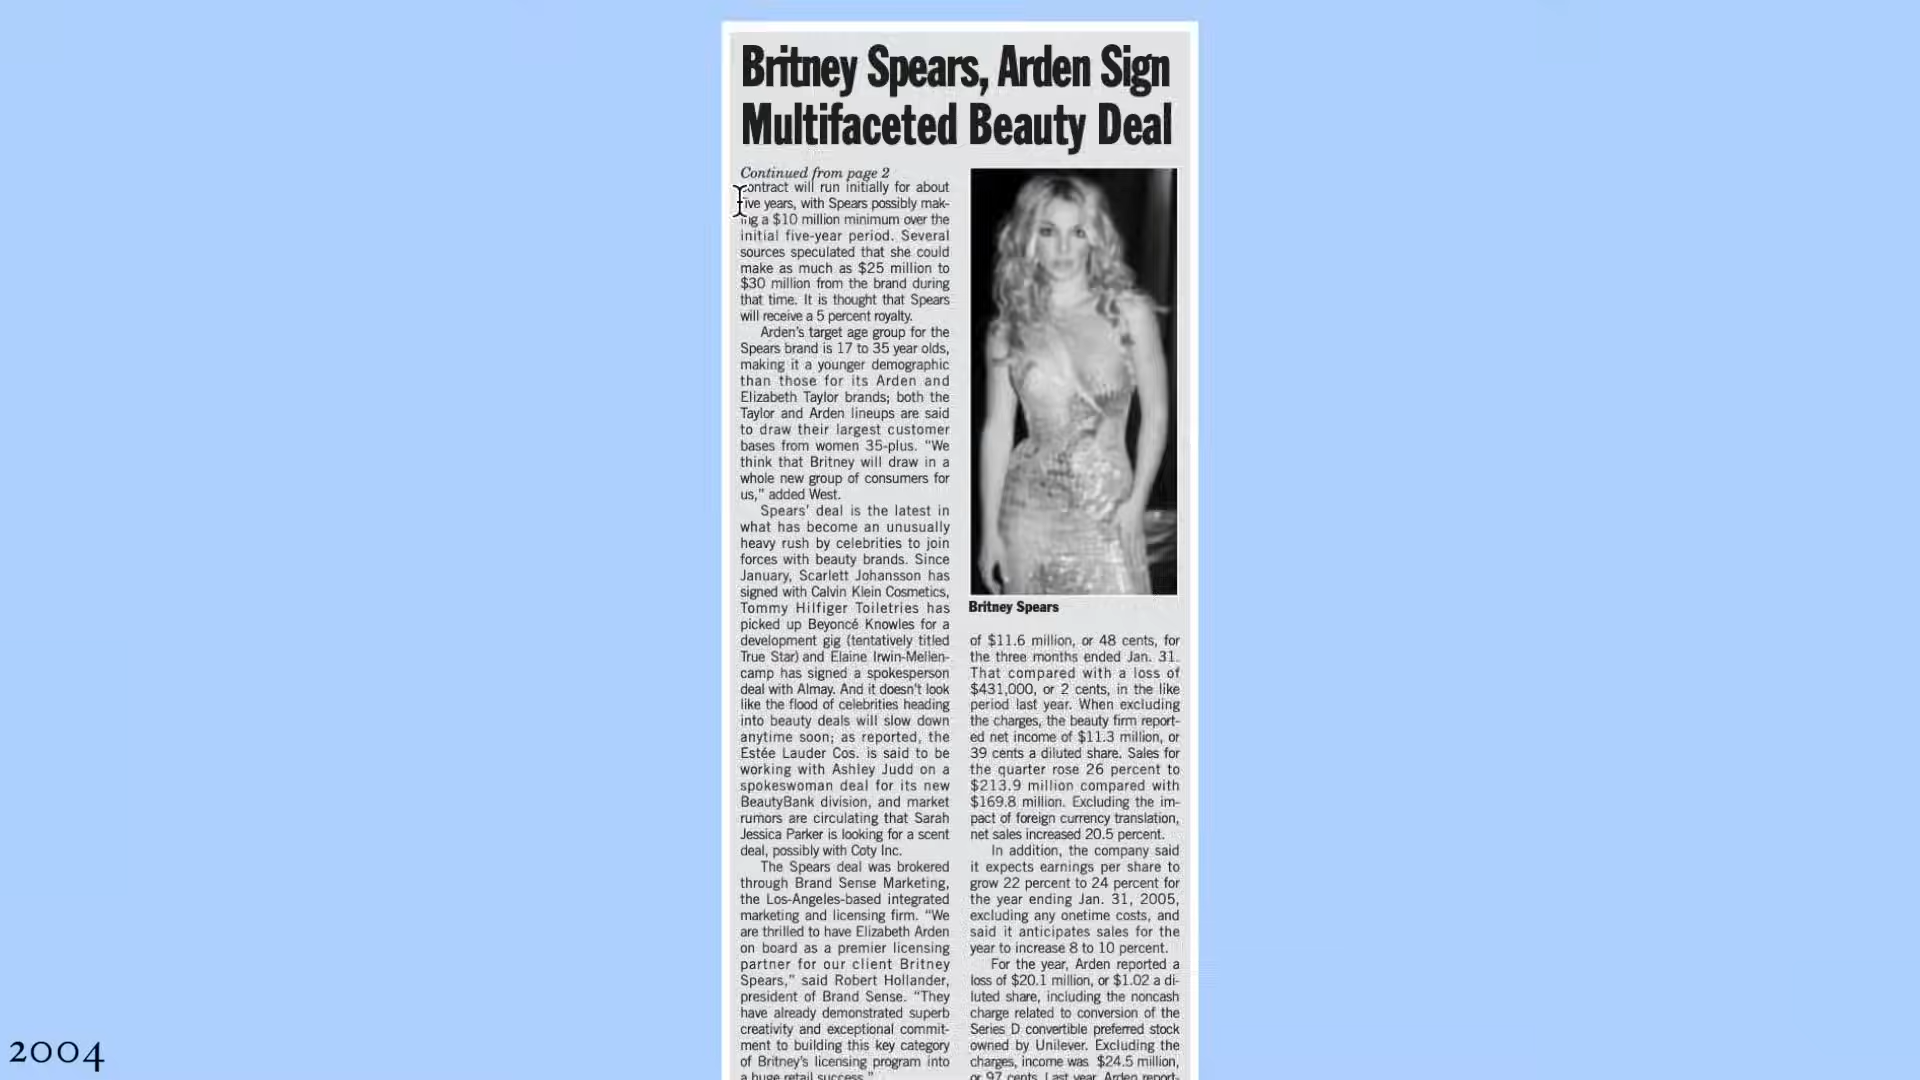 Britney Spears, Arden Sign
Multifaceted Beauty Deal
Continued from page 2
contract will run initially for about
five years, with Spears possibly mak-
ing a $10 million minimum over the
initial five-year period. Several
sources speculated that she could
make as much as $25 million to
$30 million from the brand during
that time. It is thought that Spears
will receive a 5 percent royalty.
Arden's target age group for the
Spears brand is 17 to 35 year olds,
making it a younger demographic
than those for its Arden and
Elizabeth Taylor brands; both the
Taylor and Arden lineups are said
to draw their largest customer
bases from women 35-plus. “We
think that Britney will draw in a
whole new group of consumers for
us,” added West.
Spears’ deal is the latest in
what has become an unusually
heavy rush by celebrities to join
forces with beauty brands. Since
January, Scarlett Johansson has
signed with Calvin Klein Cosmetics,
Tommy Hilfiger Toiletries has
picked up Beyoncé Knowles for a
development gig (tentatively titled
True Star) and Elaine Irwin-Mellen-
camp has signed a spokesperson
deal with Almay. And it doesn’t look
like the flood of celebrities heading
into beauty deals will slow down
anytime soon; as reported, the
Estée Lauder Cos. is said to be
working with Ashley Judd on a
spokeswoman deal for its new
BeautyBank division, and market
rumors are circulating that Sarah
Jessica Parker is looking for a scent
deal, possibly with Coty Inc.
The Spears deal was brokered
through Brand Sense Marketing,
the Los-Angeles-based integrated
marketing and licensing firm. “We
are thrilled to have Elizabeth Arden
on board as a premier licensing
partner for our client Britney
Spears,” said Robert Hollander,
president of Brand Sense. “They
have already demonstrated superb
creativity and exceptional commit-
ment to building this key category
of Britney’s licensing program into
a huge retail success.”
Britney Spears
of $11.6 million, or 48 cents, for
the three months ended Jan. 31.
That compared with a loss of
$431,000, or 2 cents, in the like
period last year. When excluding
the charges, the beauty firm report-
ed net income of $11.3 million, or
39 cents a diluted share. Sales for
the quarter rose 26 percent to
$213.9 million compared with
$169.8 million. Excluding the im-
pact of foreign currency translation,
net sales increased 20.5 percent.
In addition, the company said
it expects earnings per share to
grow 22 percent to 24 percent for
the year ending Jan. 31, 2005,
excluding any onetime costs, and
said it anticipates sales for the
year to increase 8 to 10 percent.
For the year, Arden reported a
loss of $20.1 million, or $1.02 a di-
luted share, including the noncash
charge related to conversion of the
Series D convertible preferred stock
owned by Unilever. Excluding the
charges, income was $24.5 million,
or 97 cents. Last year, Arden report-
2004